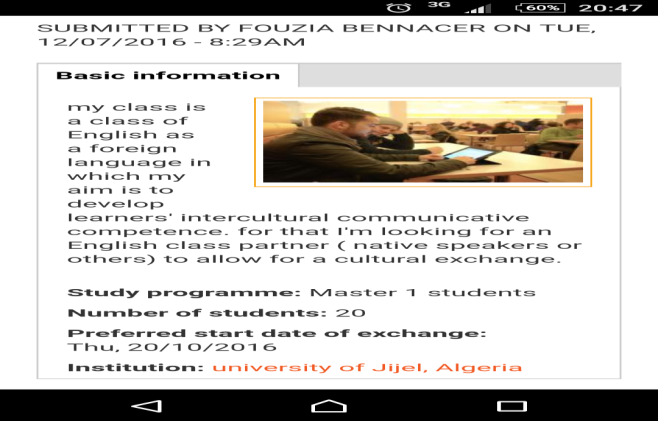 3G 60% 20:47
SUBMITTED BY FOUZIA BENNACER ON TUE,
12/07/2016 - 8:29AM
Basic information
my class is
a class of
English as
a foreign
language in
which my
aim is to
develop
learners' intercultural communicative
competence. for that I'm looking for an
English class partner ( native speakers or
others) to allow for a cultural exchange.
Study programme: Master 1 students
Number of students: 20
Preferred start date of exchange:
Thu, 20/10/2016
Institution: university of Jijel, Algeria